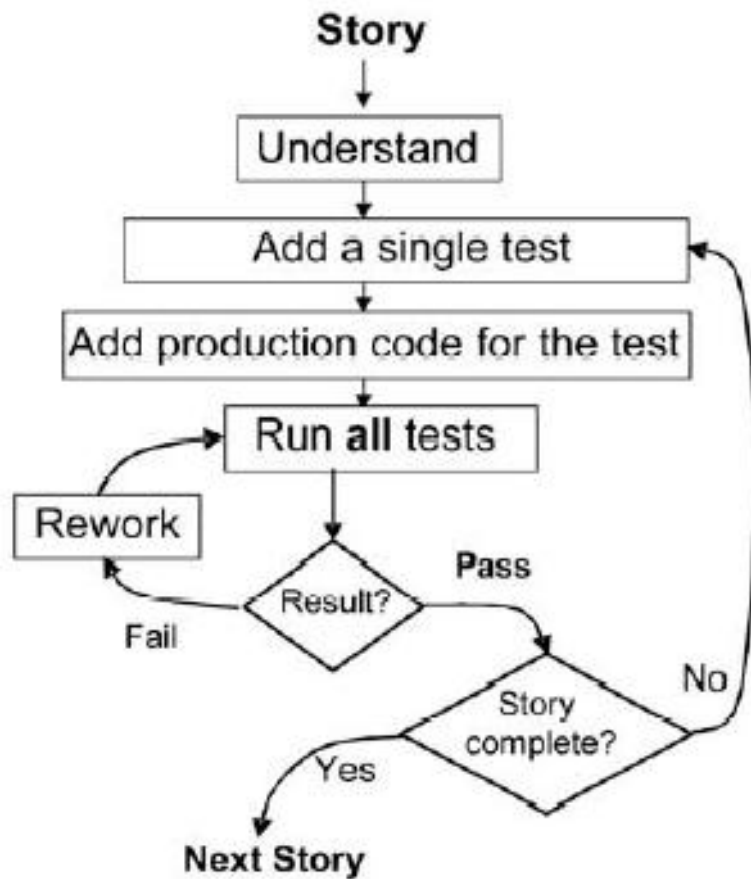 Story
Understand
Add a single test
Add production code for the test
Run all tests
Rework
Result?
Pass
Fail
No
Story
complete?
Yes
Next Story